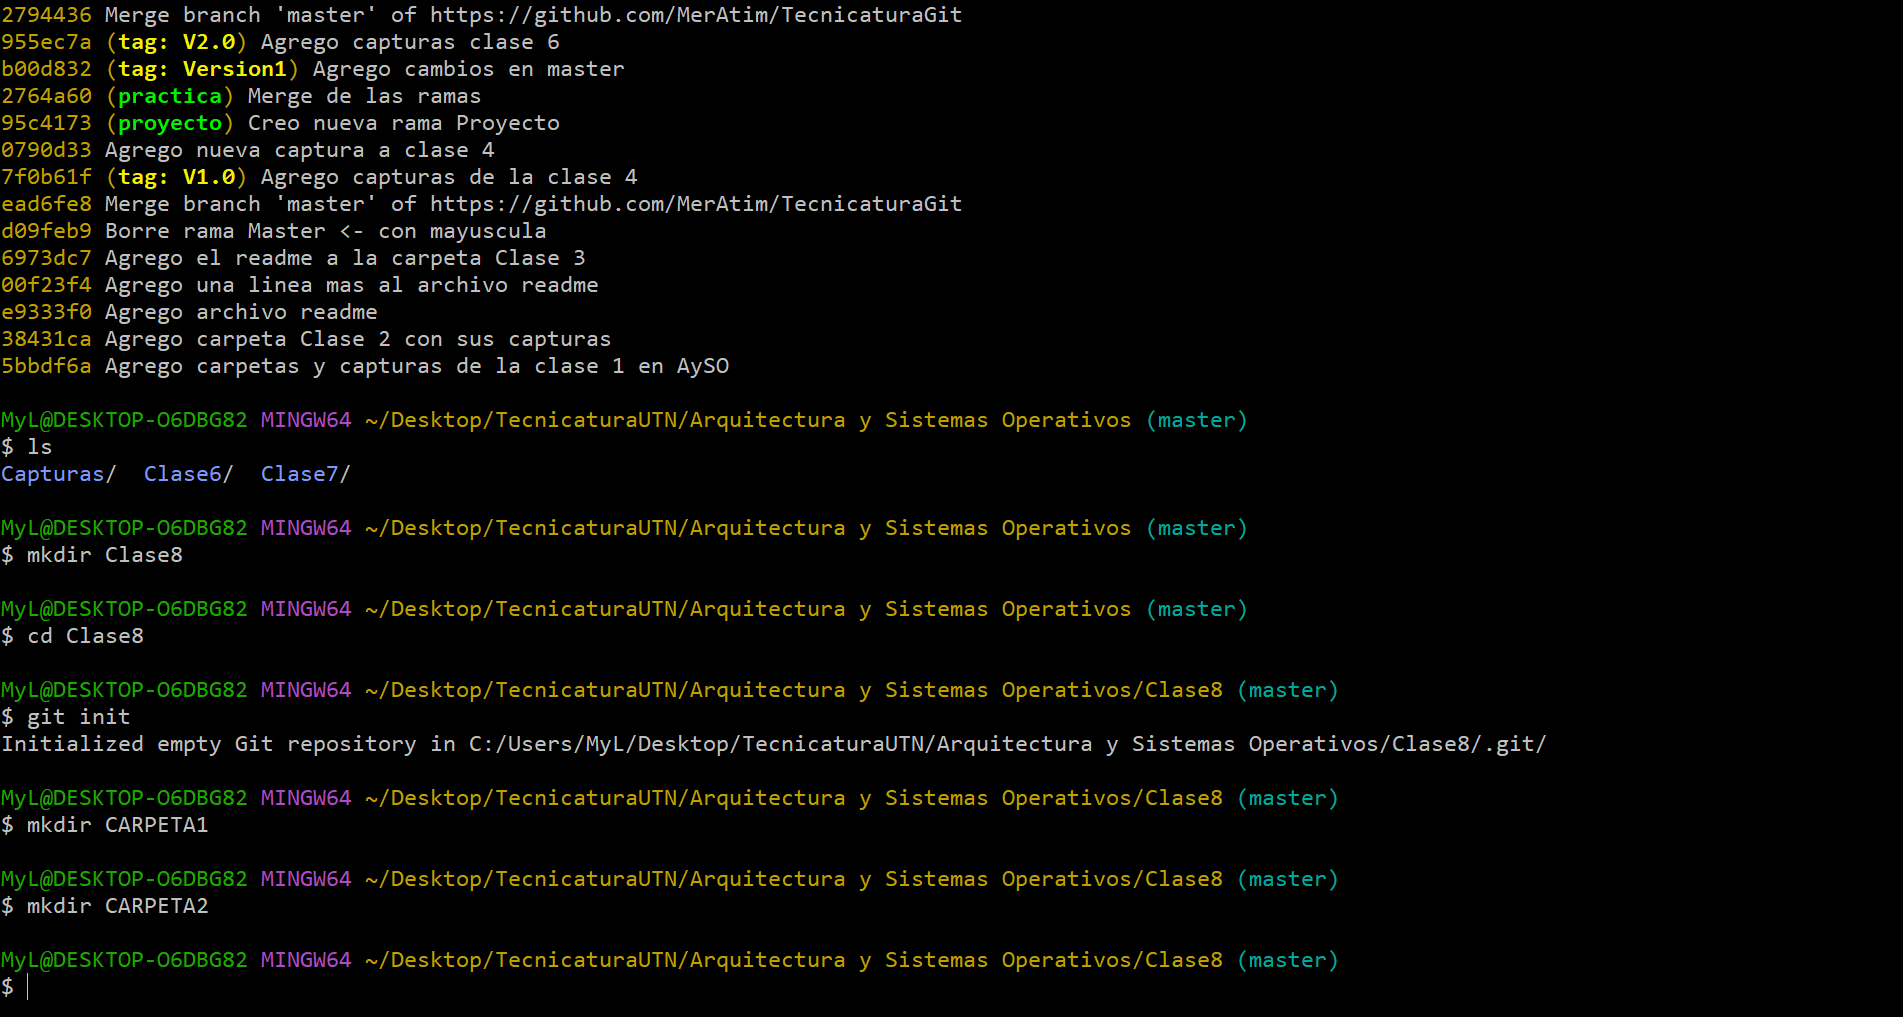 2794436 Merge branch 'master' of https://github.com/MerAtim/TecnicaturaGit
955ec7a (tag: V2.0) Agrego capturas clase 6
b00d832 (tag: Version1) Agrego cambios en master
2764a60 (practica) Merge de las ramas
95c4173 (proyecto) Creo nueva rama Proyecto
0790d33 Agrego nueva captura a clase 4
7f0b61f (tag: V1.0) Agrego capturas de la clase 4
ead6fe8 Merge branch 'master' of https://github.com/MerAtim/TecnicaturaGit
d09feb9 Borre rama Master <- con mayuscula
6973dc7 Agrego el readme a la carpeta Clase 3
00f23f4 Agrego una linea mas al archivo readme
e9333f0 Agrego archivo readme
38431ca Agrego carpeta Clase 2 con sus capturas
5bbdf6a Agrego carpetas y capturas de la clase 1 en AySO
MyL@DESKTOP-O6DBG82 MINGW64 ~/Desktop/TecnicaturaUTN/Arquitectura y Sistemas Operativos (master)
$ ls
Capturas/  Clase6/  Clase7/
MyL@DESKTOP-O6DBG82 MINGW64 ~/Desktop/TecnicaturaUTN/Arquitectura y Sistemas Operativos (master)
$ mkdir Clase8
MyL@DESKTOP-O6DBG82 MINGW64 ~/Desktop/TecnicaturaUTN/Arquitectura y Sistemas Operativos (master)
$ cd Clase8
MyL@DESKTOP-O6DBG82 MINGW64 ~/Desktop/TecnicaturaUTN/Arquitectura y Sistemas Operativos/Clase8 (master)
$ git init
Initialized empty Git repository in C:/Users/MyL/Desktop/TecnicaturaUTN/Arquitectura y Sistemas Operativos/Clase8/.git/
MyL@DESKTOP-O6DBG82 MINGW64 ~/Desktop/TecnicaturaUTN/Arquitectura y Sistemas Operativos/Clase8 (master)
$ mkdir CARPETA1
MyL@DESKTOP-O6DBG82 MINGW64 ~/Desktop/TecnicaturaUTN/Arquitectura y Sistemas Operativos/Clase8 (master)
$ mkdir CARPETA2
MyL@DESKTOP-O6DBG82 MINGW64 ~/Desktop/TecnicaturaUTN/Arquitectura y Sistemas Operativos/Clase8 (master)
$